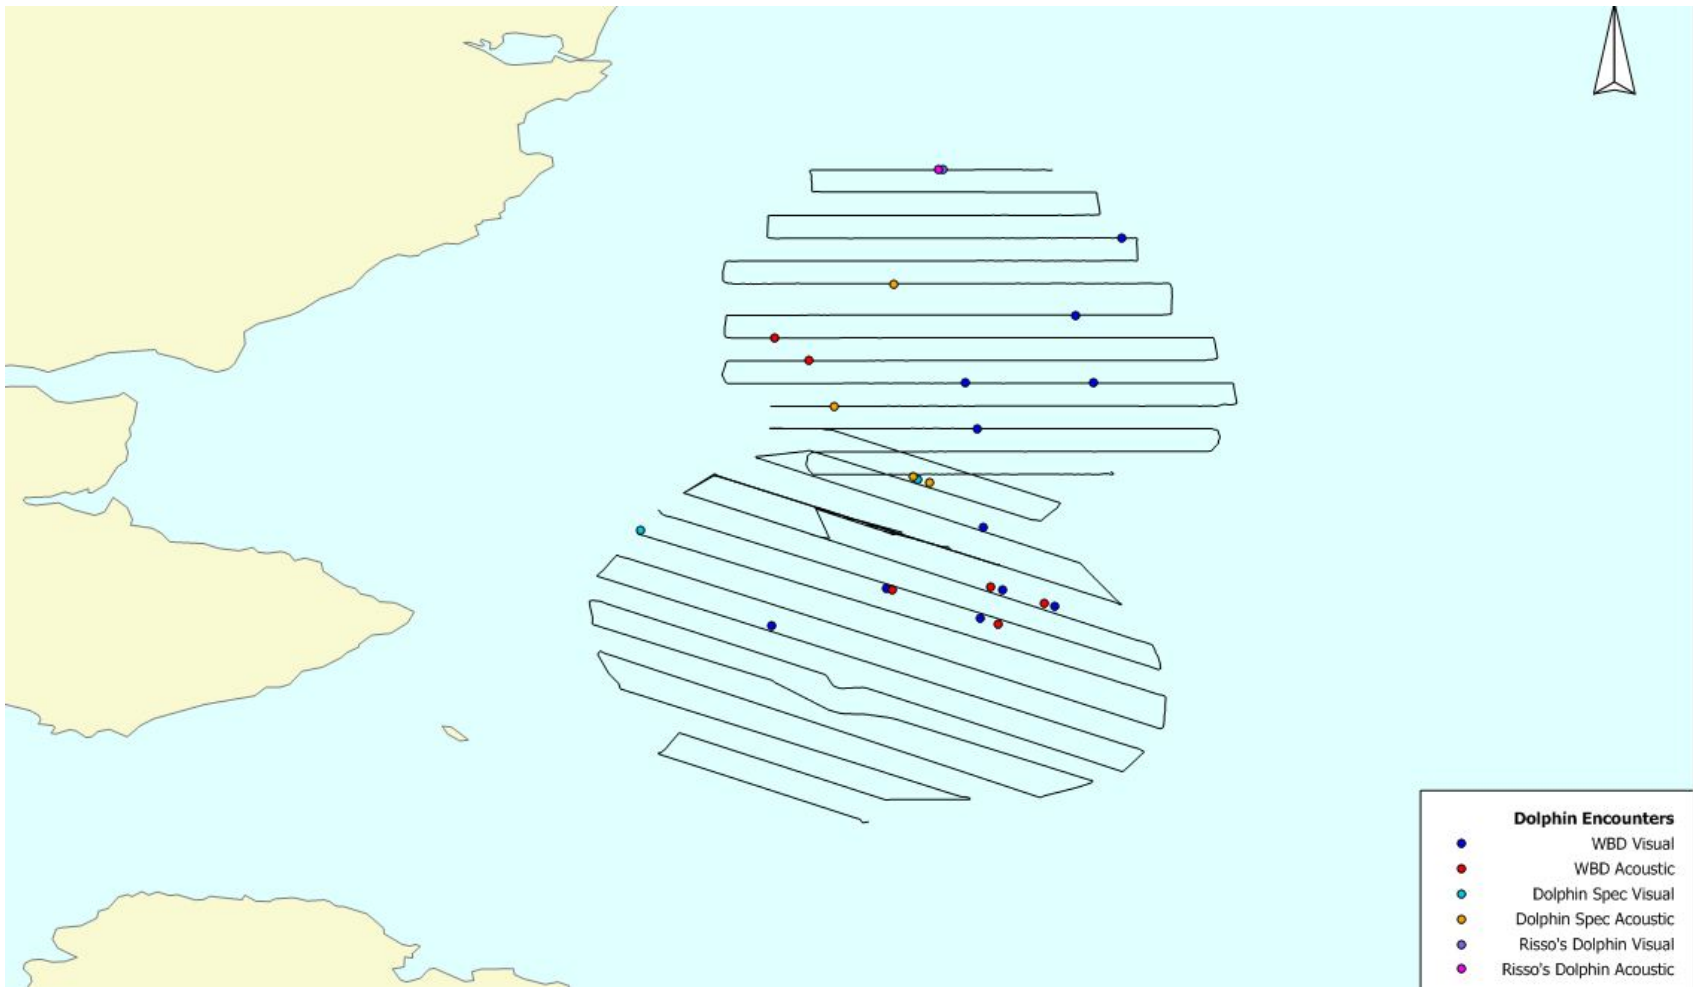 Dolphin Encounters
WBD Visual
WBD Acoustic
Dolphin Spec Visual
Dolphin Spec Acoustic
Risso's Dolphin Visual
Risso's Dolphin Acoustic